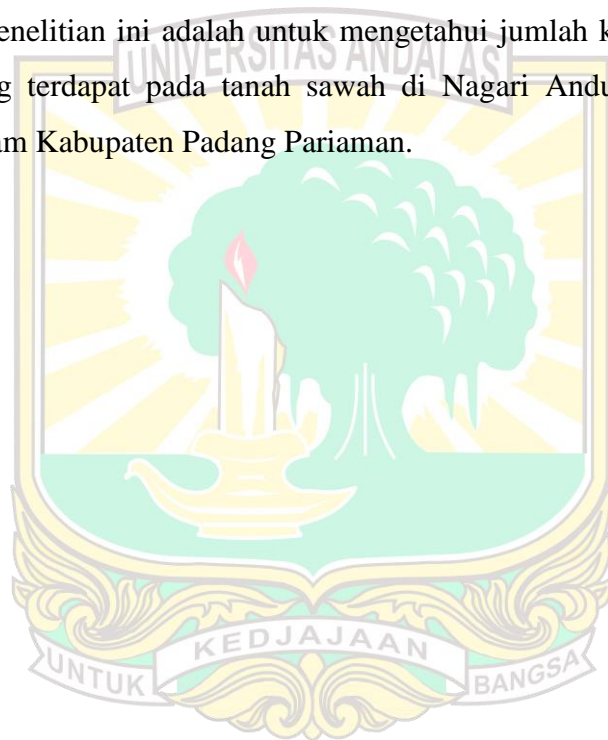 enelitian ini adalah untuk mengetahui jumlah k
g terdapat pada tanah sawah di Nagari Andu
am Kabupaten Padang Pariaman.
UNIVERSITAS ANDALAS
UNTUK KEDJAJAAN BANGSA